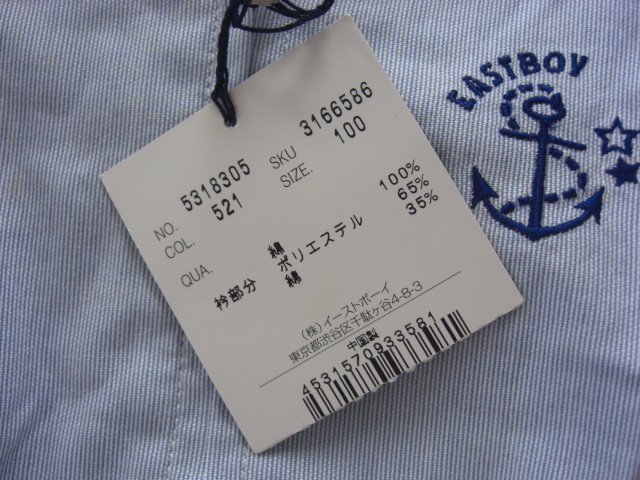 EASTBOY
NO. 5318305 SKU 3166586
COL. 521 SIZE. 100
QUA. 綿 100%
衿部分 ポリエステル 65%
綿 35%
(株)イーストボーイ
東京都渋谷区千駄ヶ谷4-8-3
中国製
4531570933581